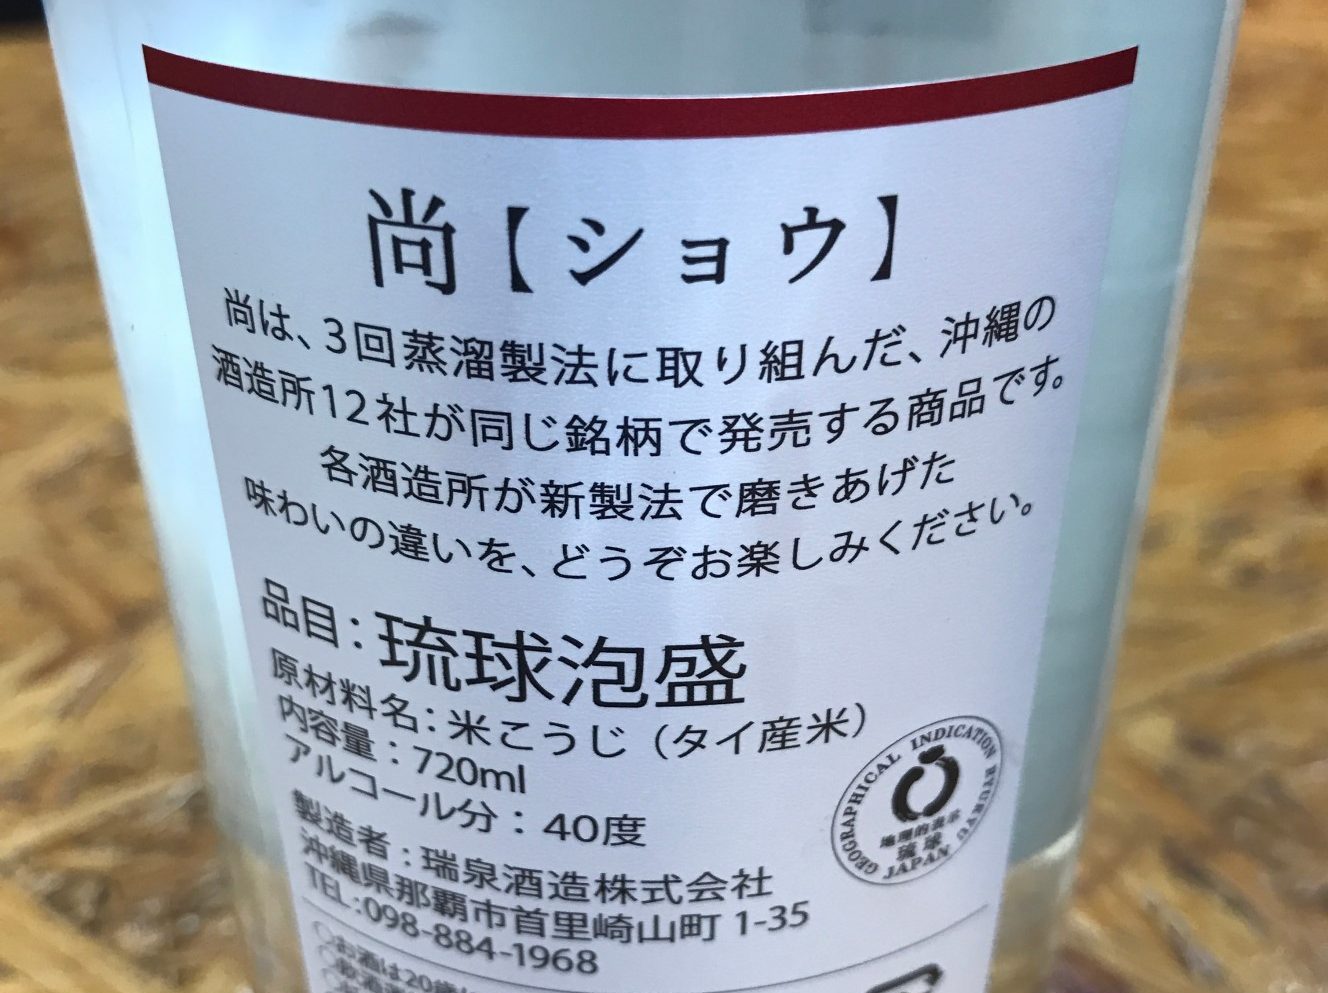 尚【ショウ】
尚は、3回蒸溜製法に取り組んだ、沖縄の
酒造所12社が同じ銘柄で発売する商品です。
各酒造所が新製法で磨きあげた
味わいの違いを、どうぞお楽しみください。
品目：琉球泡盛
原材料名：米こうじ（タイ産米）
内容量：720ml
アルコール分：40度
製造者：瑞泉酒造株式会社
沖縄県那覇市首里崎山町 1-35
TEL:098-884-1968
GEOGRAPHICAL INDICATION RYUKYU JAPAN
地理的表示
琉球
○お酒は20歳